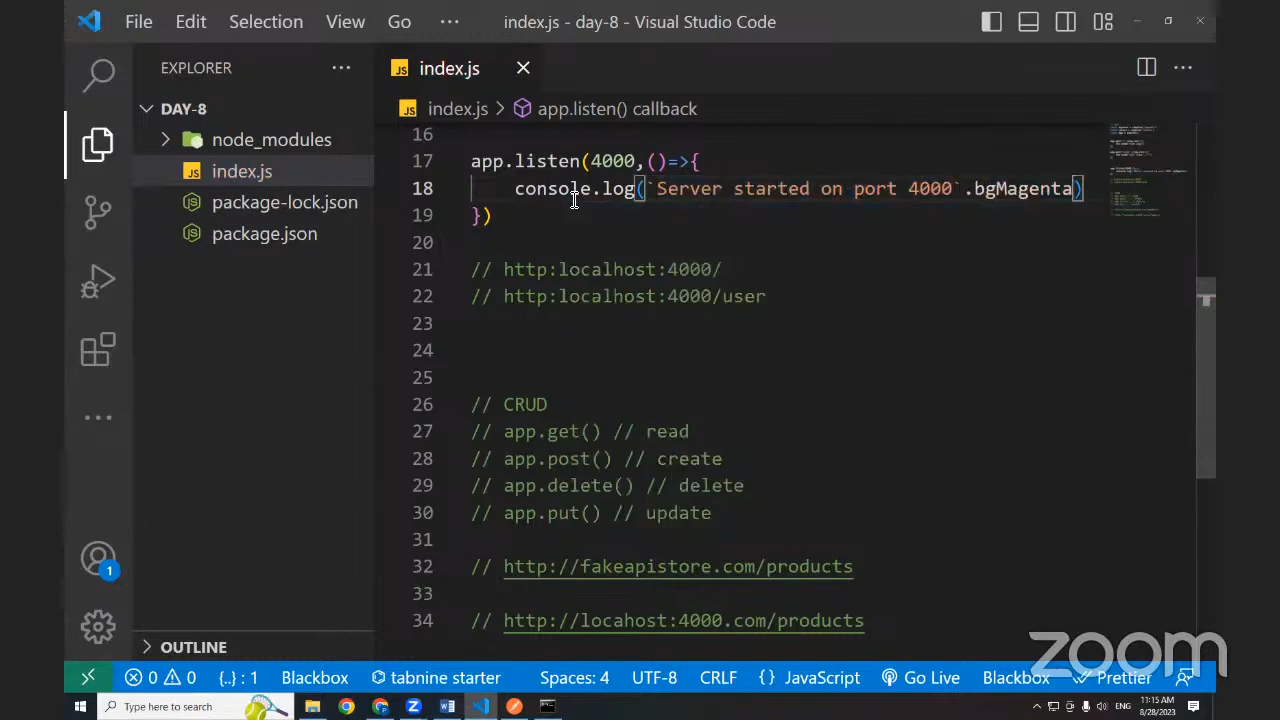 File Edit Selection View Go ··· index.js - day-8 - Visual Studio Code
EXPLORER ···
JS index.js
DAY-8
JS index.js > app.listen() callback
node_modules
JS index.js
package-lock.json
package.json
16
17 app.listen(4000,()=>{
18 console.log(`Server started on port 4000`.bgMagenta)
19 })
20
21 // http:localhost:4000/
22 // http:localhost:4000/user
23
24
25
26 // CRUD
27 // app.get() // read
28 // app.post() // create
29 // app.delete() // delete
30 // app.put() // update
31
32 // http://fakeapistore.com/products
33
34 // http://locahost:4000.com/products
1
OUTLINE
zoom
0 0 {..} : 1 Blackbox tabnine starter Spaces: 4 UTF-8 CRLF {} JavaScript Go Live Blackbox Prettier
Type here to search
11:15 AM
8/28/2023